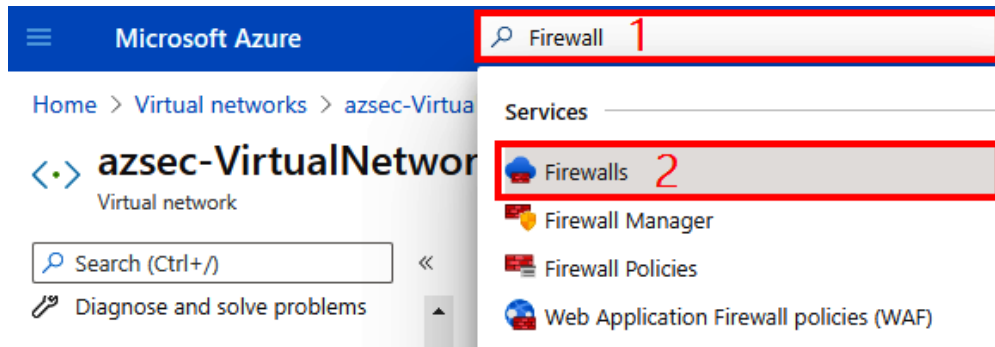 Microsoft Azure
Firewall 1
Home > Virtual networks > azsec-Virtua
azsec-VirtualNetwor
Virtual network
Search (Ctrl+/)
«
Diagnose and solve problems
Services
Firewalls 2
Firewall Manager
Firewall Policies
Web Application Firewall policies (WAF)